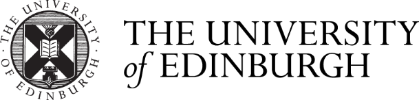 · THE UNIVERSITY ·
OF EDINBURGH
THE UNIVERSITY
of EDINBURGH